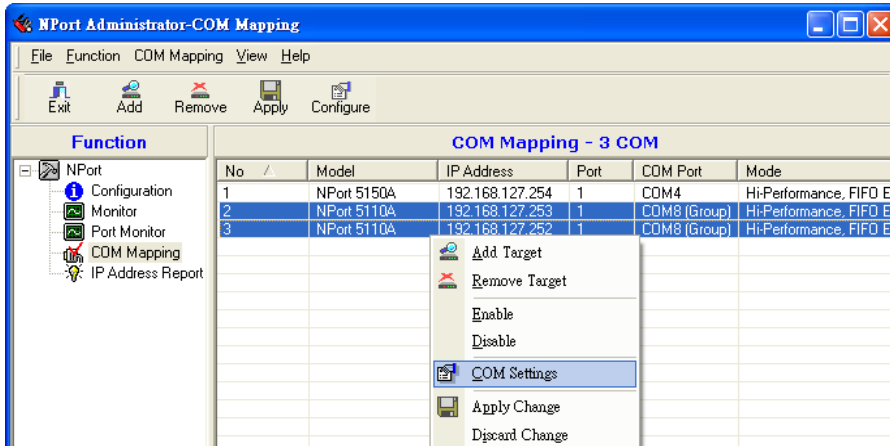 NPort Administrator-COM Mapping
File Function COM Mapping View Help
Exit Add Remove Apply Configure
Function
COM Mapping - 3 COM
NPort
Configuration
Monitor
Port Monitor
COM Mapping
IP Address Report
No Model IP Address Port COM Port Mode
1 NPort 5150A 192.168.127.254 1 COM4 Hi-Performance, FIFO E
2 NPort 5110A 192.168.127.253 1 COM8 (Group) Hi-Performance, FIFO E
3 NPort 5110A 192.168.127.252 1 COM8 (Group) Hi-Performance, FIFO E
Add Target
Remove Target
Enable
Disable
COM Settings
Apply Change
Discard Change